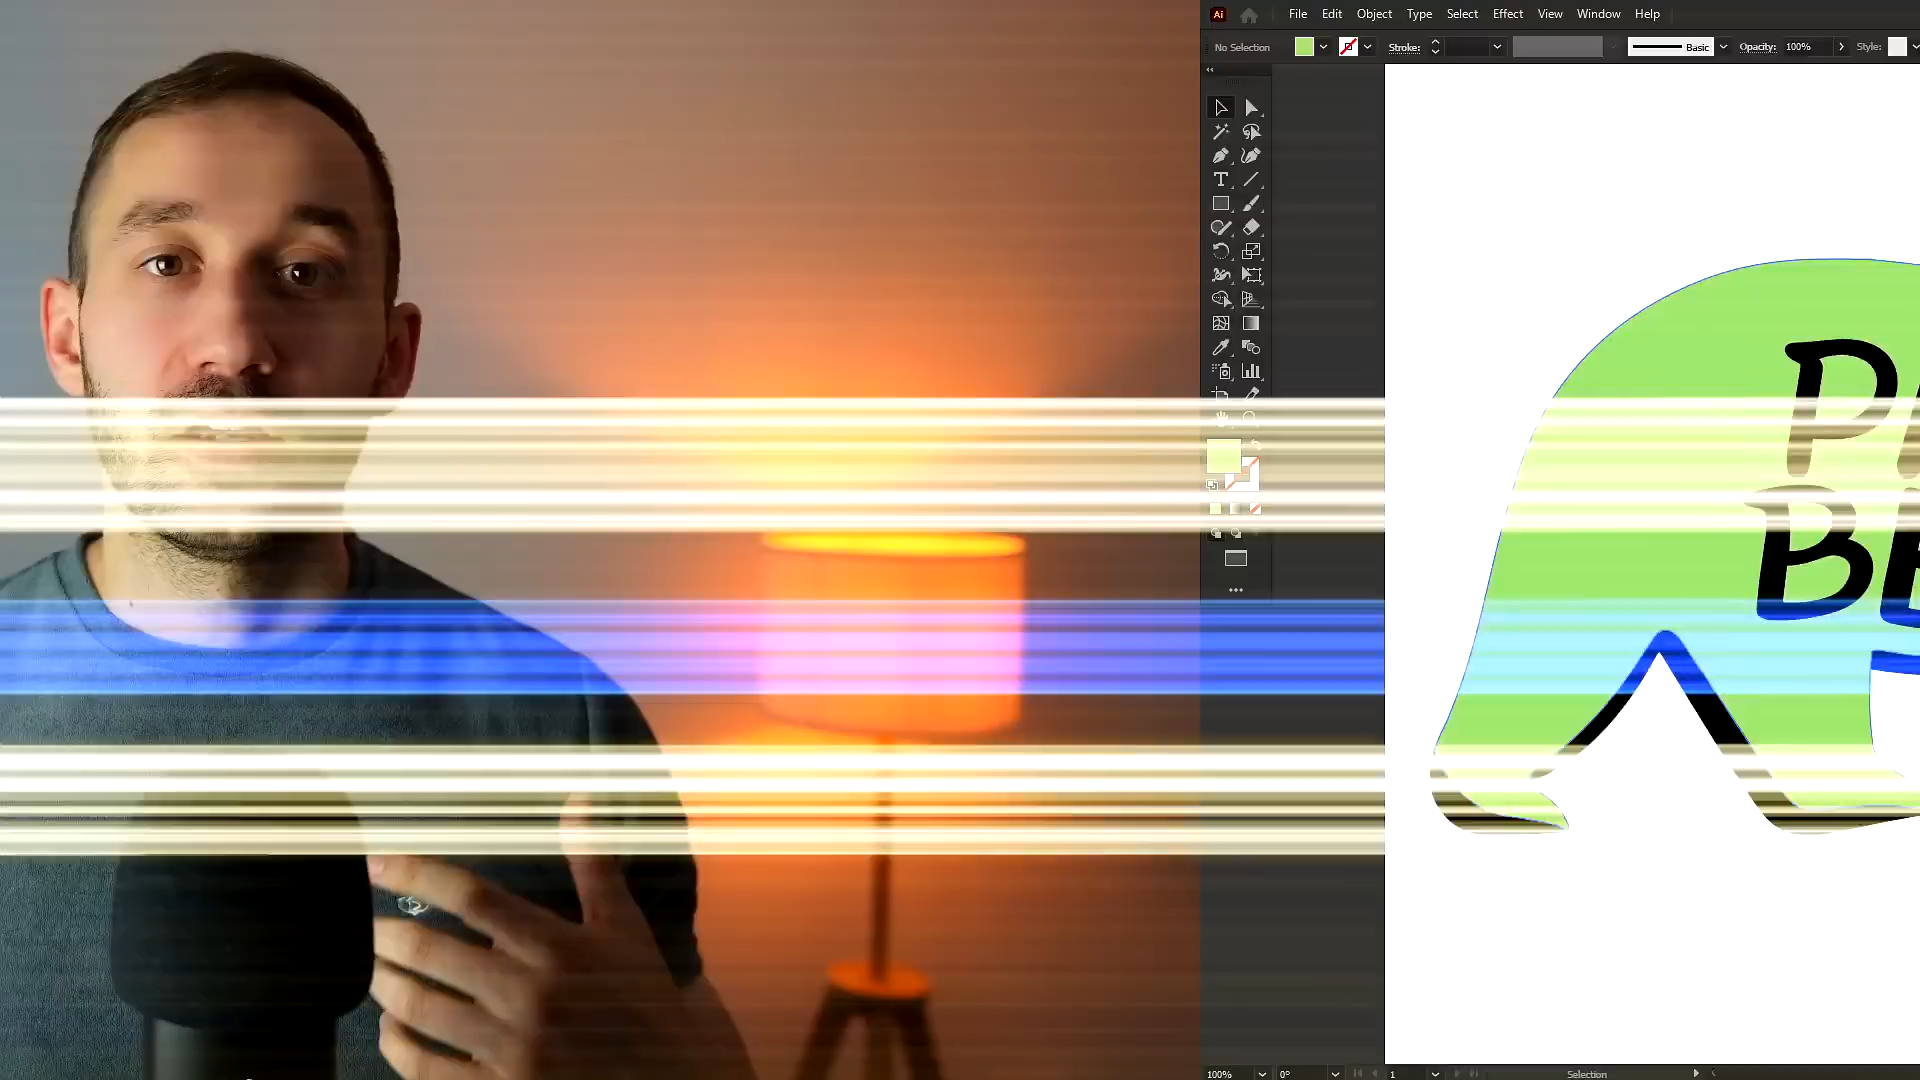 Ai File Edit Object Type Select Effect View Window Help
No Selection Stroke: Basic Opacity: 100% Style:
100% 0° 1 Selection